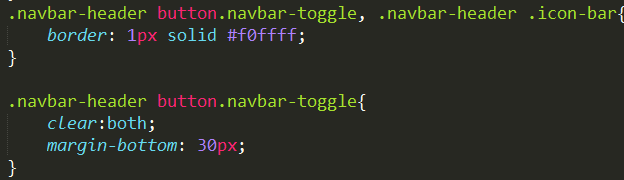 .navbar-header button.navbar-toggle, .navbar-header .icon-bar{
    border: 1px solid #f0ffff;
}

.navbar-header button.navbar-toggle{
    clear:both;
    margin-bottom: 30px;
}